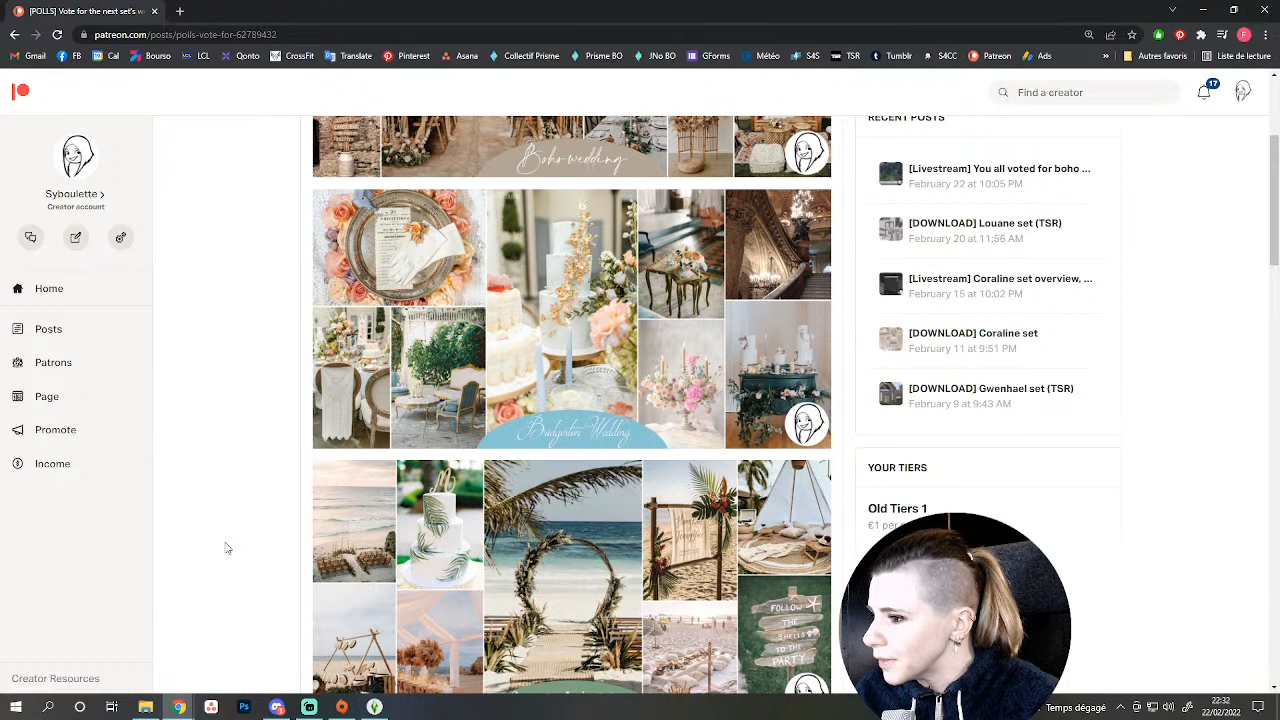 [POLLS] Vote for the next set's w
patreon.com/posts/polls-vote-for-62789432
Gmail
FB
Cal
Bourso
SG
Qonto
Crossfit
Translate
Pinterest
JLCA
Asana
Collectif Prisme
Prisme BO
NBDV BO
GForms
Météo
S4S
TSR
Tumblr
S4CC
Patreon
Ads
»
Autres favoris
Liste de lecture
Find a creator
17
Syboulette
Creator account
Home
Posts
Patrons
Page
Promote
Income
Creator Resources
Boho wedding
Bridgerton Wedding
FOLLOW
THE
SHELLS
TO THE
PARTY
RECENT POSTS
[Livestream] You all voted for boho ...
February 22 at 10:05 PM
[DOWNLOAD] Louane set (TSR)
February 20 at 11:56 AM
[Livestream] Coraline set overview, ...
February 15 at 10:02 PM
[DOWNLOAD] Coraline set
February 11 at 9:51 PM
[DOWNLOAD] Gwenhael set (TSR)
February 9 at 9:43 AM
YOUR TIERS
Old Tiers 1
€1 per
Temps dégagé
22:32
22/02/2022